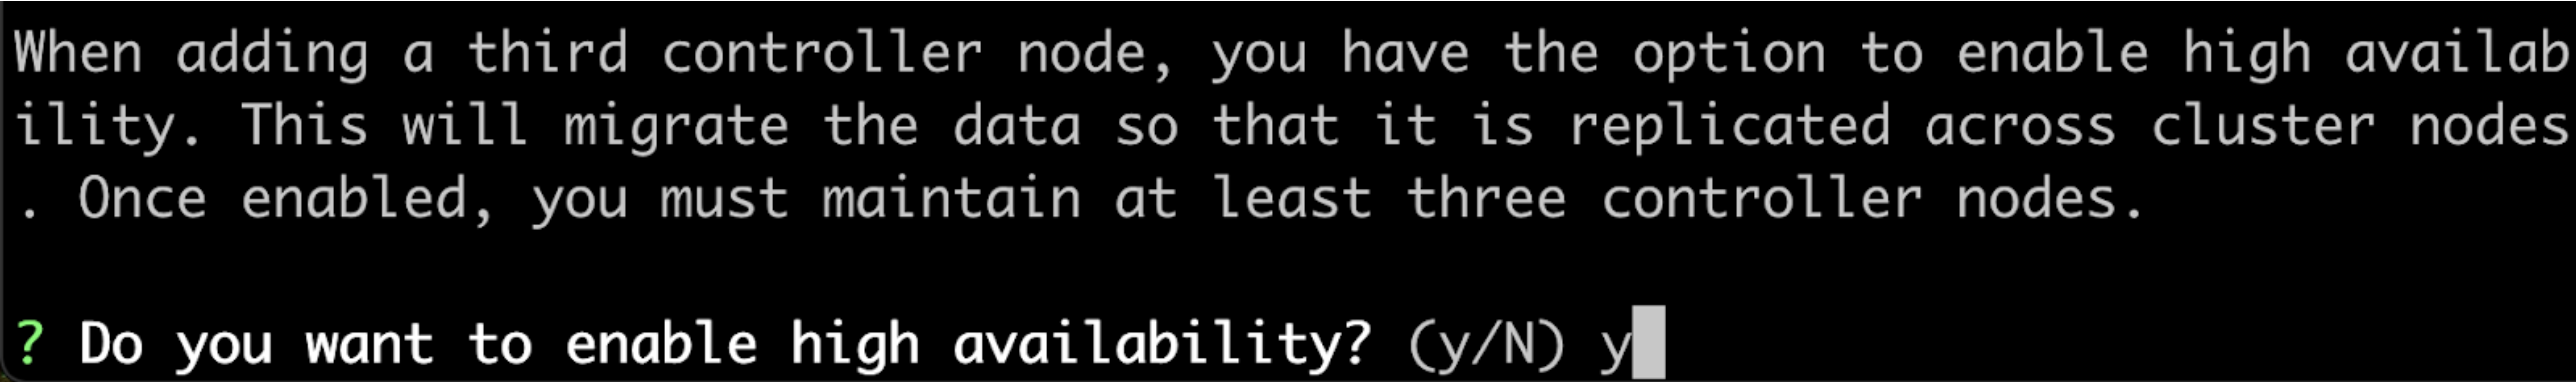 When adding a third controller node, you have the option to enable high availab
ility. This will migrate the data so that it is replicated across cluster nodes
. Once enabled, you must maintain at least three controller nodes.
? Do you want to enable high availability? (y/N) y